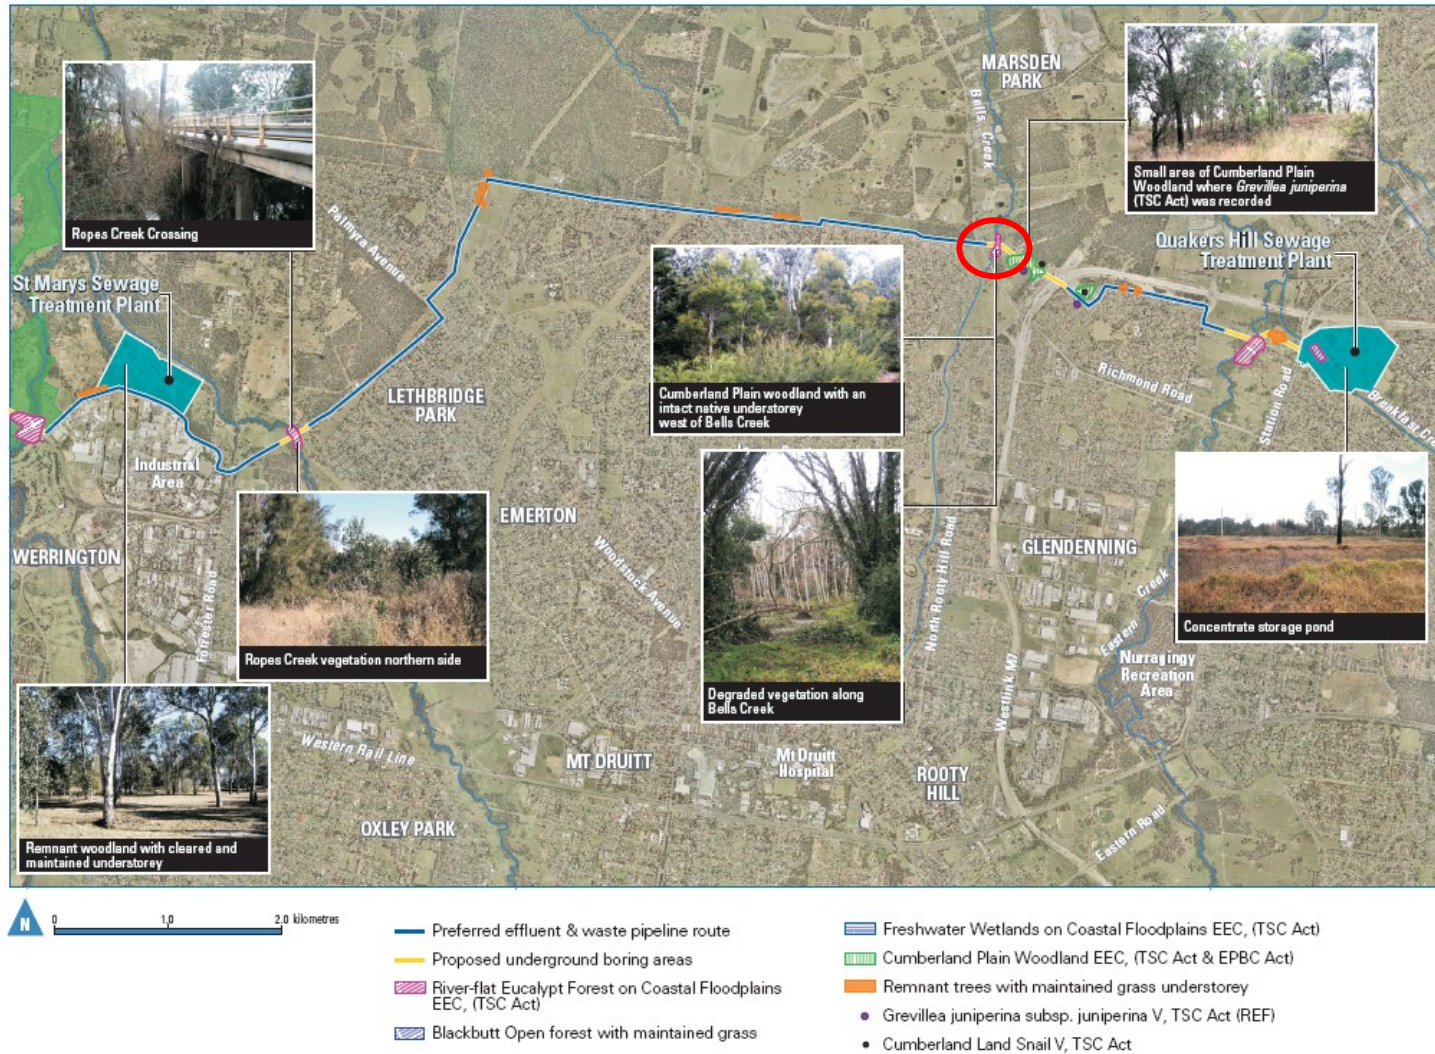 MARSDEN
PARK
Bells Creek
Small area of Cumberland Plain
Woodland where Grevillea juniperina
(TSC Act) was recorded
Ropes Creek Crossing
Palmyra Avenue
Quakers Hill Sewage
Treatment Plant
St Marys Sewage
Treatment Plant
Cumberland Plain woodland with an
intact native understorey
west of Bells Creek
LETHBRIDGE
PARK
Richmond Road
Station Road
Industrial
Area
EMERTON
WERRINGTON
Forrester Road
Woodstock Avenue
North Rooty Hill Road
GLENDENNING
Eastern Creek
Concentrate storage pond
Ropes Creek vegetation northern side
Degraded vegetation along
Bells Creek
Westlink M7
Nurragingy
Recreation
Area
Western Rail Line
MT DRUITT
Mt Druitt
Hospital
ROOTY
HILL
OXLEY PARK
Eastern Road
Remnant woodland with cleared and
maintained understorey
N
0 1.0 2.0 kilometres
Preferred effluent & waste pipeline route
Proposed underground boring areas
River-flat Eucalypt Forest on Coastal Floodplains
EEC, (TSC Act)
Blackbutt Open forest with maintained grass
Freshwater Wetlands on Coastal Floodplains EEC, (TSC Act)
Cumberland Plain Woodland EEC, (TSC Act & EPBC Act)
Remnant trees with maintained grass understorey
Grevillea juniperina subsp. juniperina V, TSC Act (REF)
Cumberland Land Snail V, TSC Act